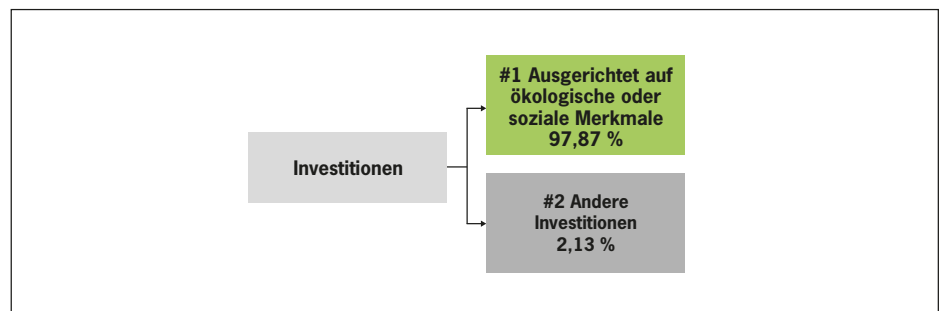 #1 Ausgerichtet auf
ökologische oder
soziale Merkmale
97,87 %
Investitionen
#2 Andere
Investitionen
2,13 %